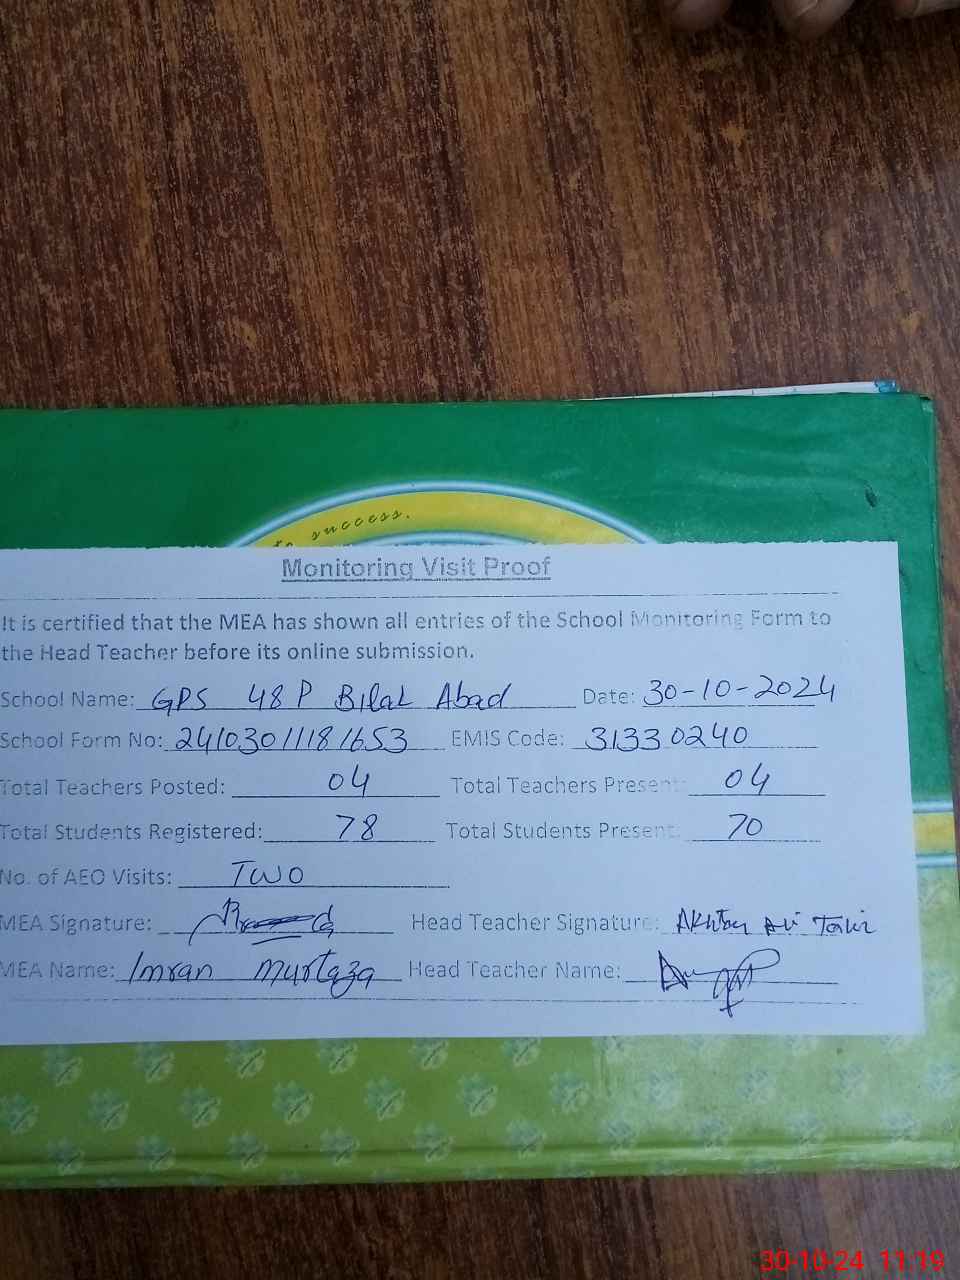 to success.
Monitoring Visit Proof
It is certified that the MEA has shown all entries of the School Monitoring Form to
the Head Teacher before its online submission.
School Name: GPS 48 P Bilal Abad Date: 30-10-2024
School Form No: 24103011181653 EMIS Code: 31330240
Total Teachers Posted: 04 Total Teachers Present: 04
Total Students Registered: 78 Total Students Present: 70
No. of AEO Visits: Two
MEA Signature: Head Teacher Signature: Akhtar Ali Tahir
MEA Name: Imran Murtaza Head Teacher Name:
30-10-24 11:19